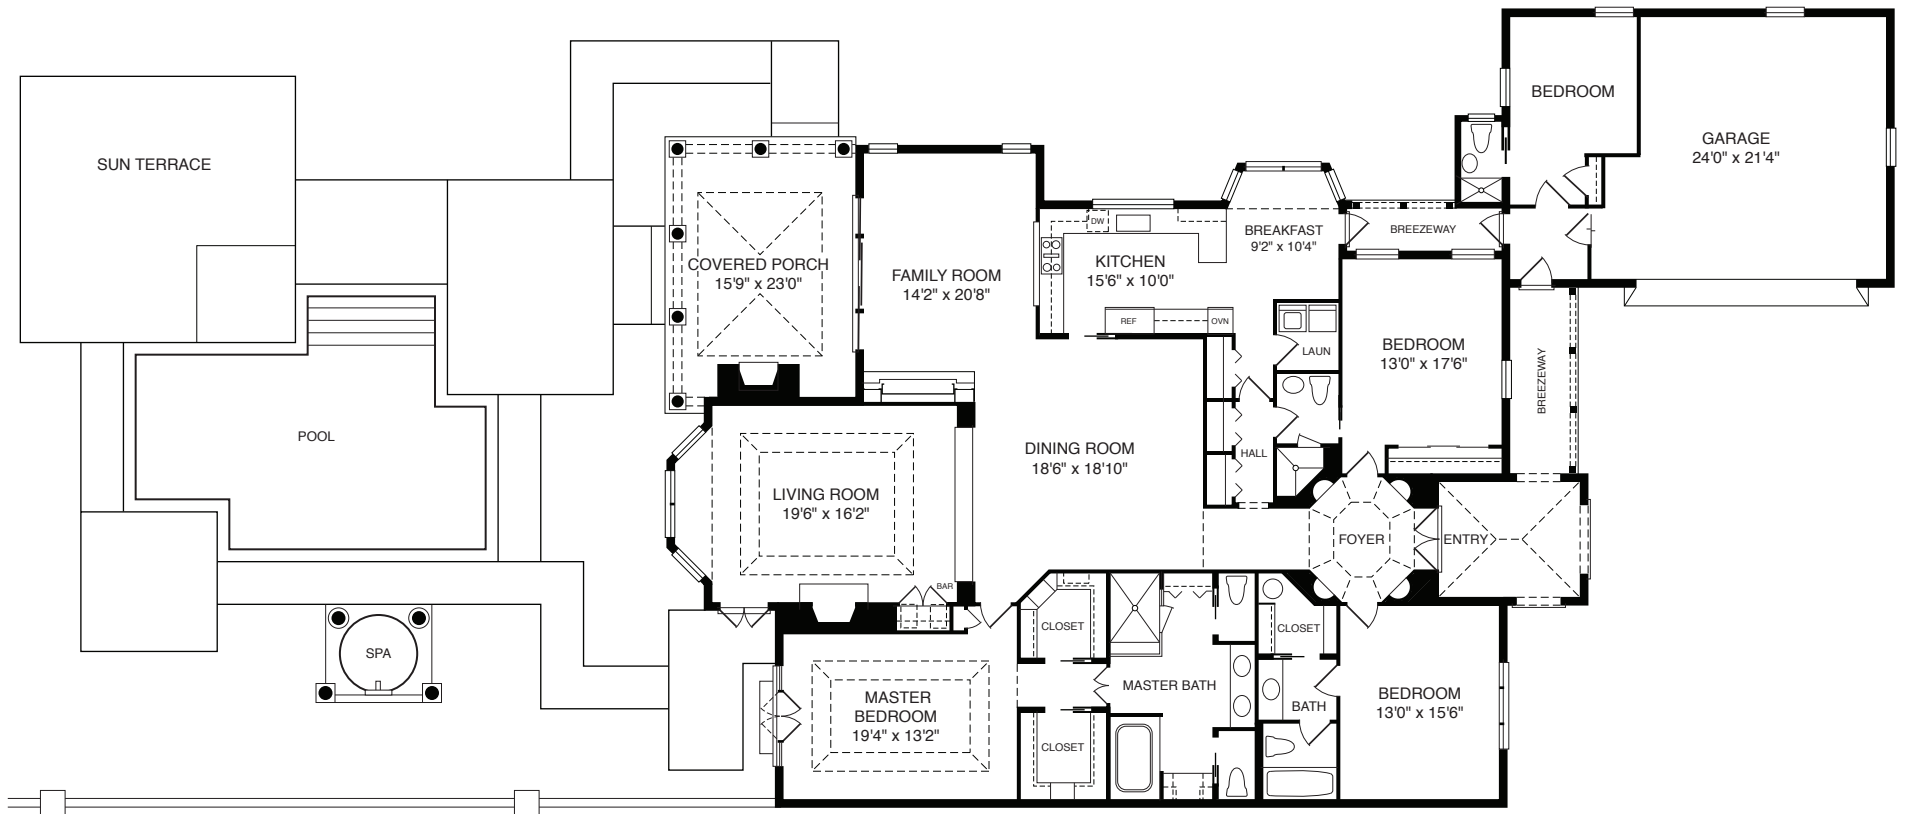 BEDROOM
GARAGE
24'0" x 21'4"
SUN TERRACE
COVERED PORCH
15'9" x 23'0"
FAMILY ROOM
14'2" x 20'8"
DW
KITCHEN
15'6" x 10'0"
BREAKFAST
9'2" x 10'4"
BREEZEWAY
REF
OVN
LAUN
BEDROOM
13'0" x 17'6"
BREEZEWAY
POOL
LIVING ROOM
19'6" x 16'2"
DINING ROOM
18'6" x 18'10"
HALL
FOYER
ENTRY
BAR
SPA
CLOSET
CLOSET
MASTER
BEDROOM
19'4" x 13'2"
MASTER BATH
BATH
BEDROOM
13'0" x 15'6"
CLOSET